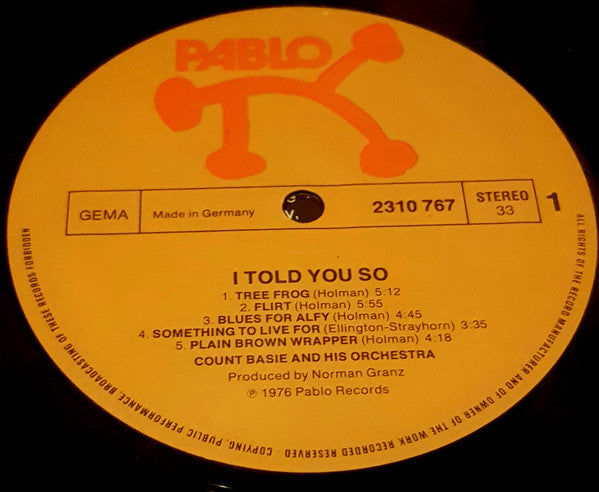 PABLO
GEMA
Made in Germany
2310 767
STEREO
33
1
I TOLD YOU SO
1. TREE FROG (Holman) 5:12
2. FLIRT (Holman) 5:55
3. BLUES FOR ALFY (Holman) 4:45
4. SOMETHING TO LIVE FOR (Ellington-Strayhorn) 3:35
5. PLAIN BROWN WRAPPER (Holman) 4:18
COUNT BASIE AND HIS ORCHESTRA
Produced by Norman Granz
℗ 1976 Pablo Records
ALL RIGHTS OF THE RECORD MANUFACTURER AND OF OWNER OF THE WORK RECORDED RESERVED - COPYING, PUBLIC PERFORMANCE BROADCASTING OF THESE RECORDS FORBIDDEN